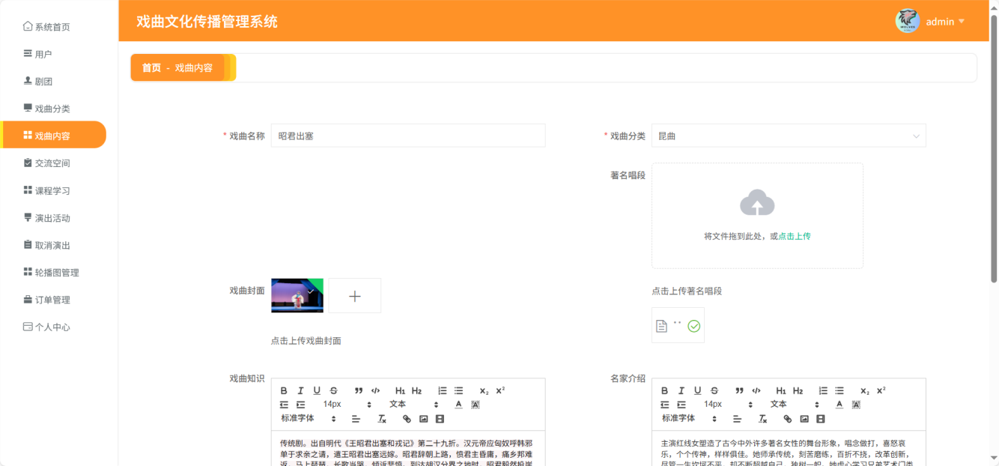 戏曲文化传播管理系统
admin
系统首页
用户
剧团
戏曲分类
戏曲内容
交流空间
课程学习
演出活动
取消演出
轮播图管理
订单管理
个人中心
首页 - 戏曲内容
* 戏曲名称 昭君出塞
* 戏曲分类 昆曲
著名唱段
将文件拖到此处，或点击上传
点击上传著名唱段
戏曲封面
点击上传戏曲封面
戏曲知识
14px 文本
标准字体
传统剧。出自明代《王昭君出塞和戎记》第二十九折。汉元帝应匈奴呼韩邪
单于求亲之请，遣王昭君出塞远嫁。昭君辞朝上路，愤君主昏庸，痛乡邦难
返，马上琵琶，长歌当哭，倾诉悲愤，到达胡汉分界之地时，昭君毅然投崖
名家介绍
14px 文本
标准字体
主演红线女塑造了古今中外许多著名女性的舞台形象，唱念做打，喜怒哀
乐，个个传神，样样俱佳。她师承传统，刻苦磨练，百折不挠，改革创新，
尽管一生坎坷不平，却不断超越自己，独树一帜。她虚心学习兄弟艺术门类